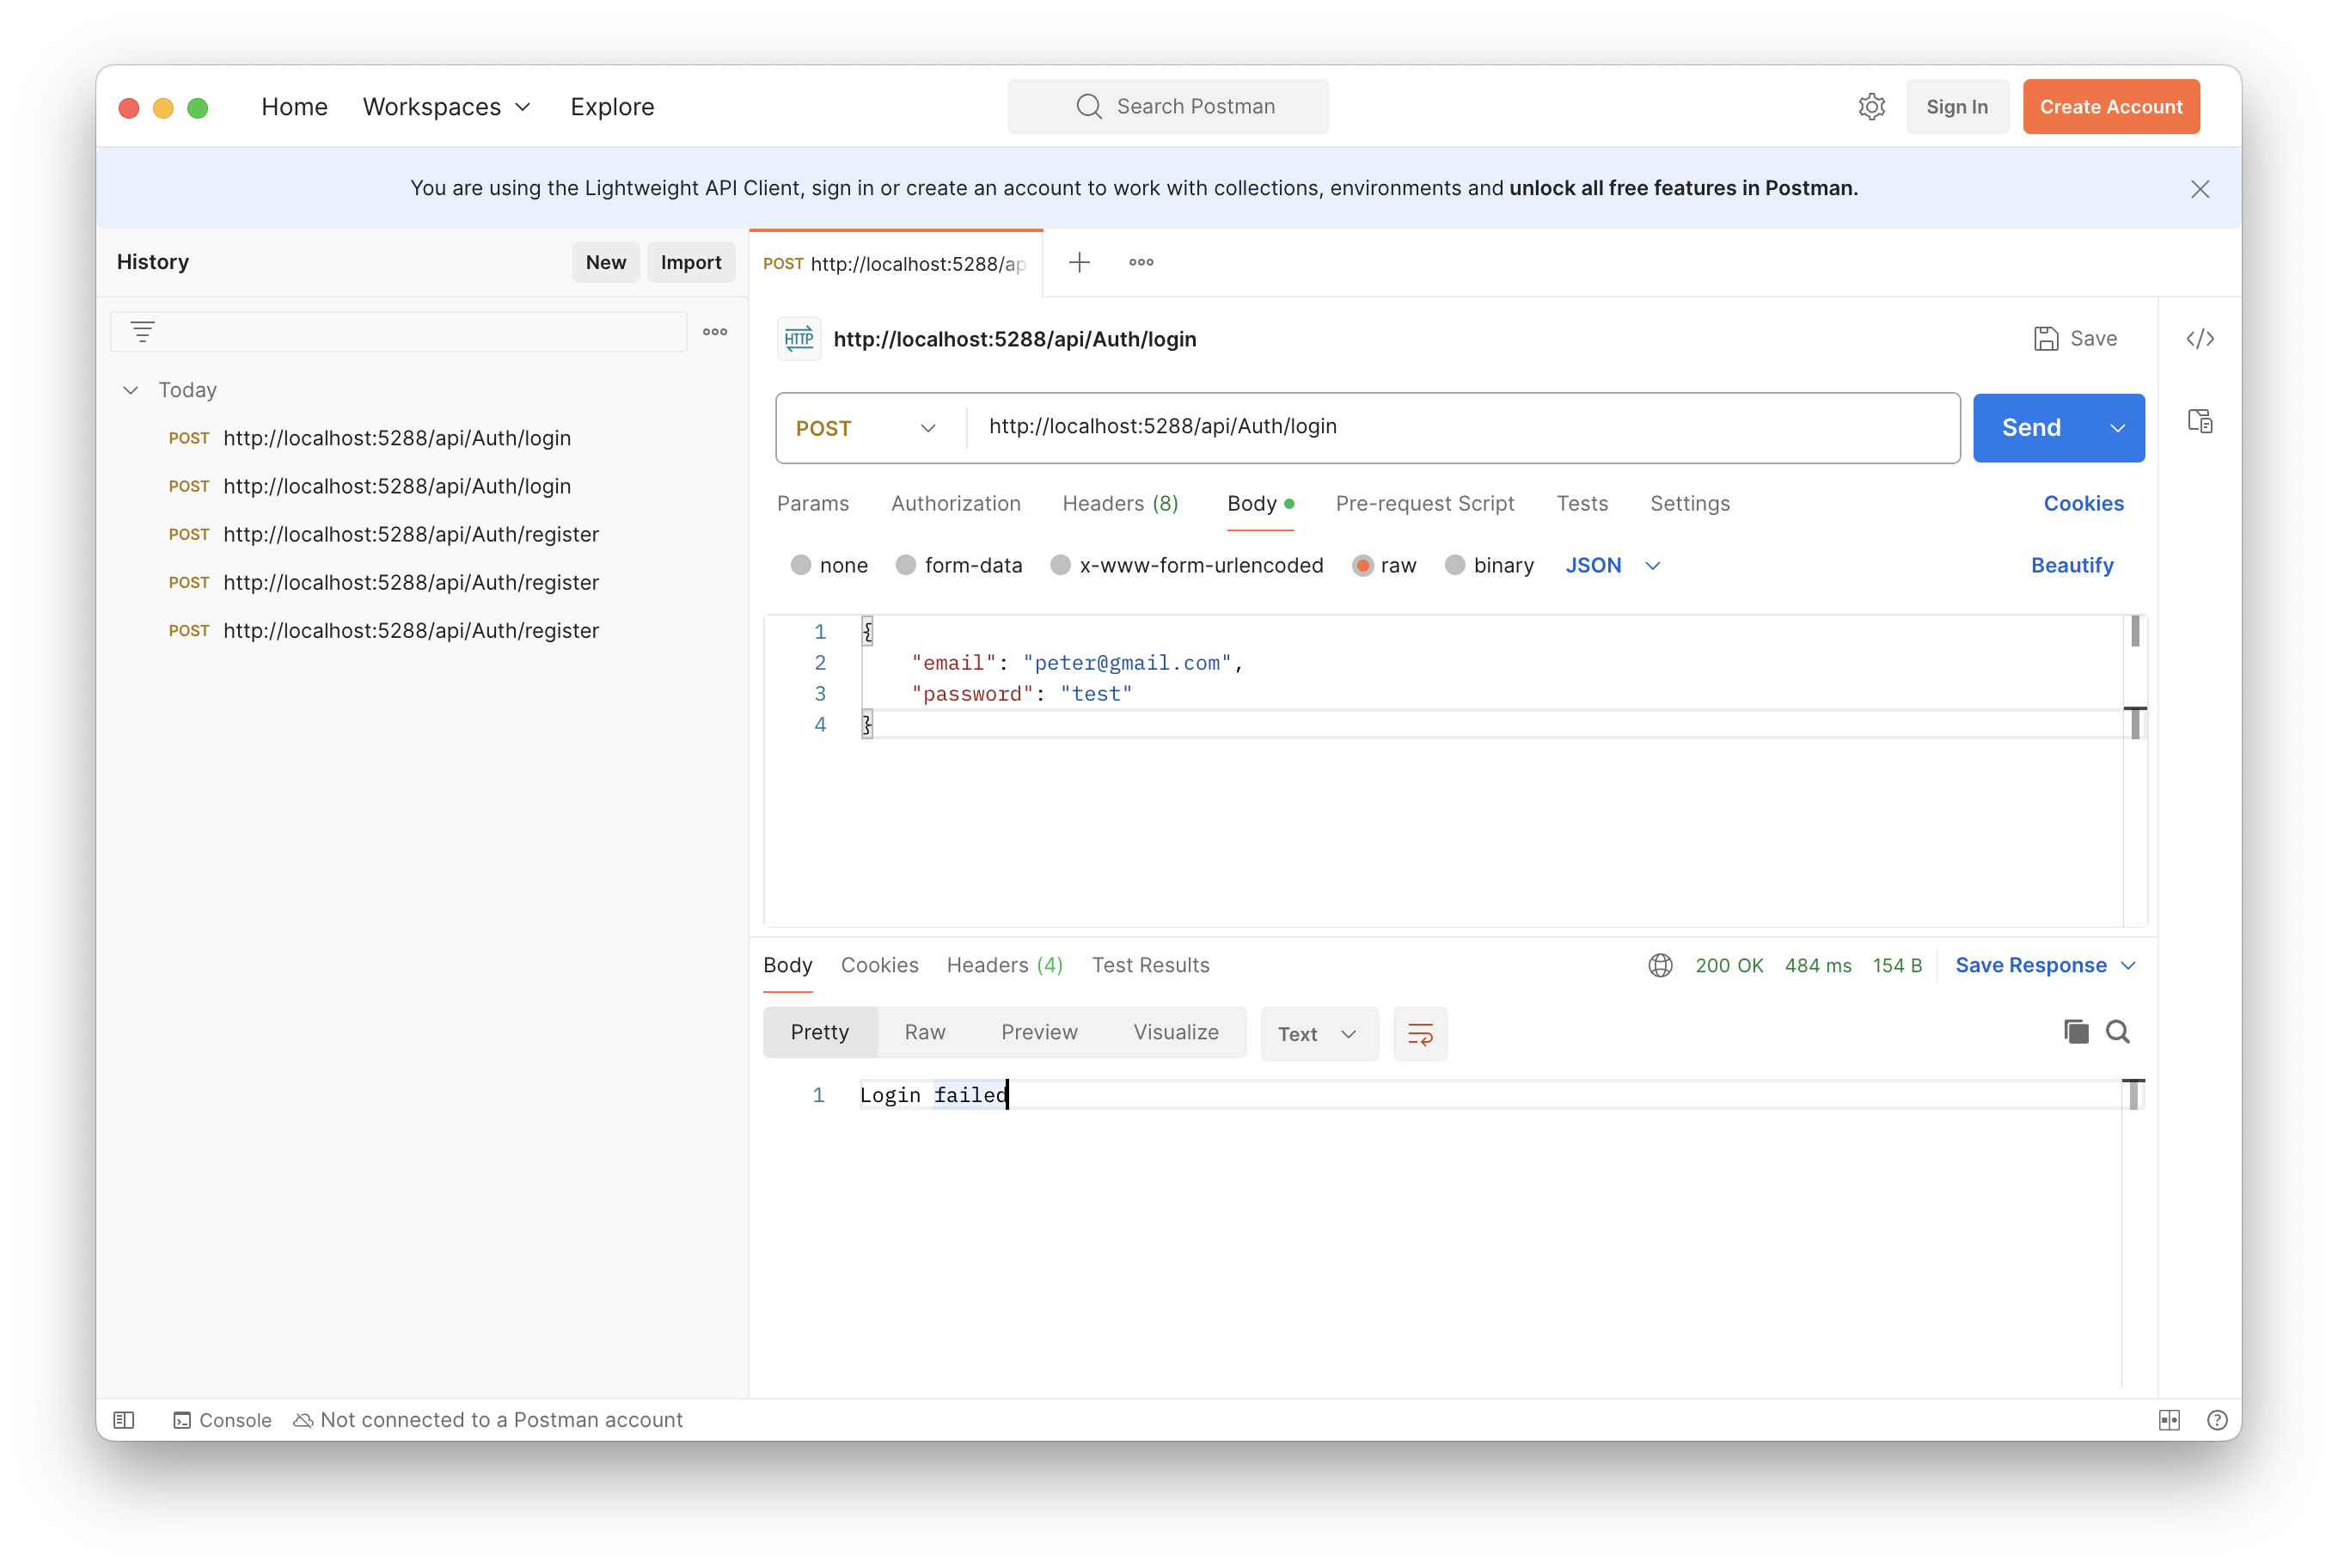 Home Workspaces Explore Search Postman Sign In Create Account
You are using the Lightweight API Client, sign in or create an account to work with collections, environments and unlock all free features in Postman.
History New Import
POST http://localhost:5288/ap
HTTP http://localhost:5288/api/Auth/login Save </>
Today
POST http://localhost:5288/api/Auth/login
POST http://localhost:5288/api/Auth/login
POST http://localhost:5288/api/Auth/register
POST http://localhost:5288/api/Auth/register
POST http://localhost:5288/api/Auth/register
POST http://localhost:5288/api/Auth/login Send
Params Authorization Headers (8) Body Pre-request Script Tests Settings Cookies
none form-data x-www-form-urlencoded raw binary JSON Beautify
1 {
2 "email": "peter@gmail.com",
3 "password": "test"
4 }
Body Cookies Headers (4) Test Results 200 OK 484 ms 154 B Save Response
Pretty Raw Preview Visualize Text
1 Login failed
Console Not connected to a Postman account